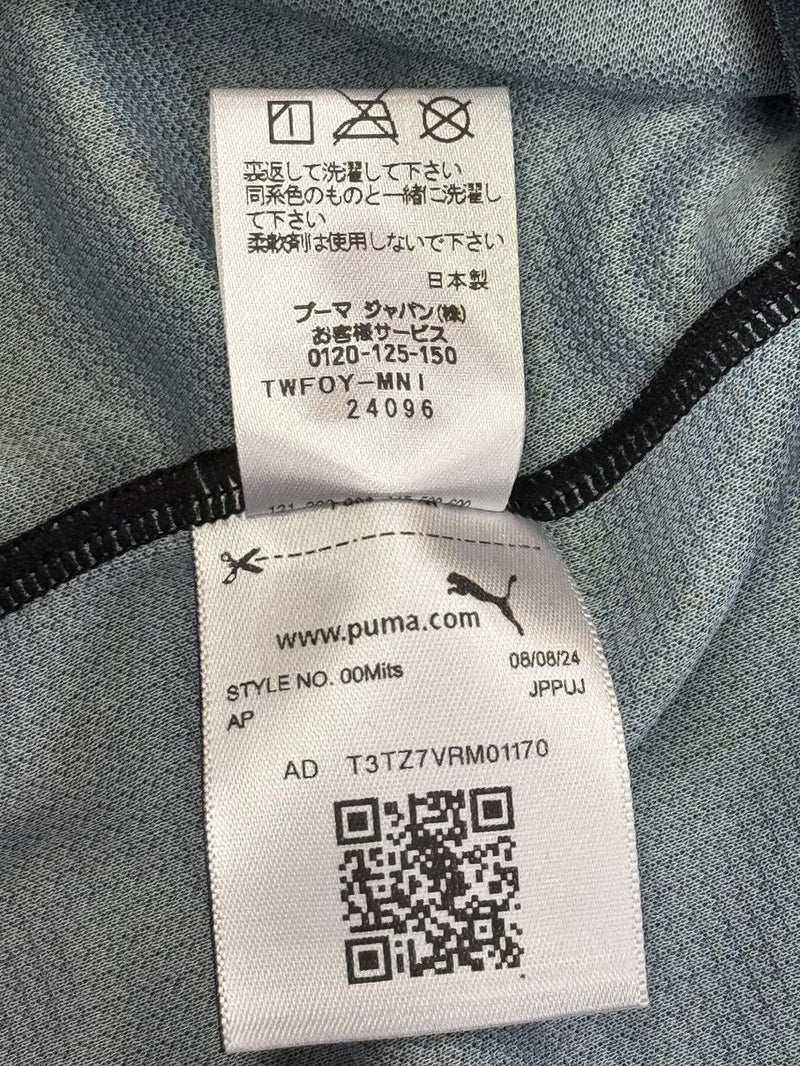 裏返して洗濯して下さい
同系色のものと一緒に洗濯し
て下さい
柔軟剤は使用しないで下さい
日本製
プーマ ジャパン(株)
お客様サービス
0120-125-150
TWFOY-MNI
24096
www.puma.com
STYLE NO. 00Mits
08/08/24
AP
JPPUJ
AD T3TZ7VRM01170